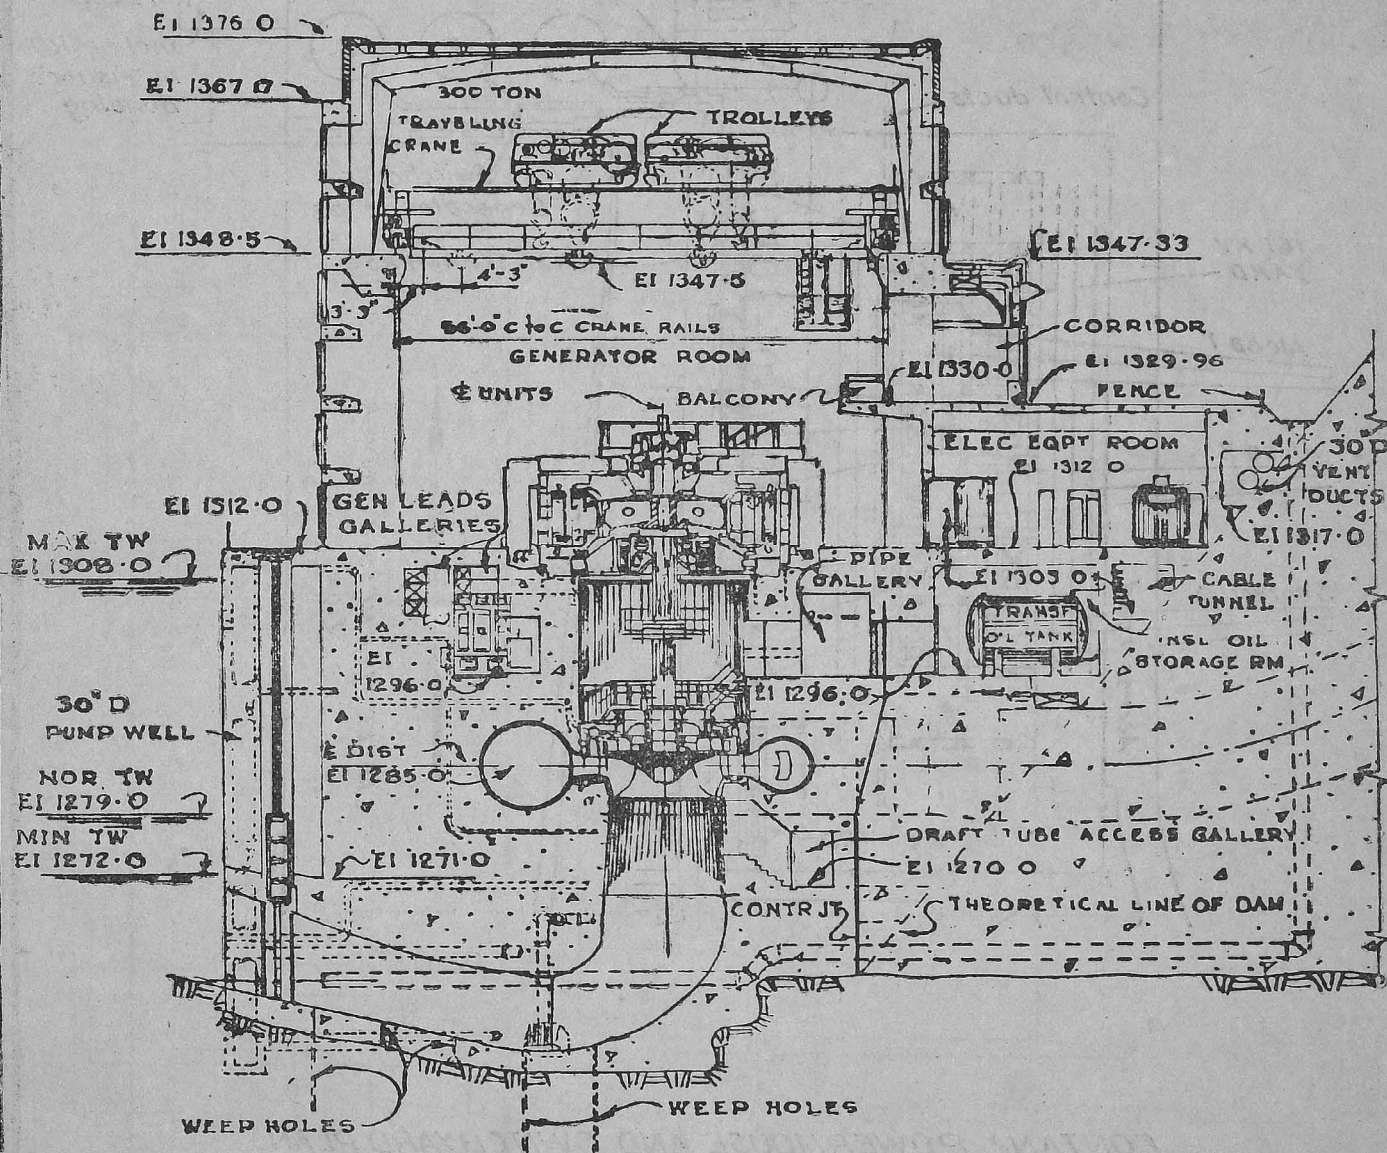 El 1376 0
El 1367 0
300 TON
TRAVELING
CRANE
TROLLEYS
El 1348·5
El 1347·33
4'-3"
El 1347·5
3'-3"
66'-0" C to C CRANE RAILS
GENERATOR ROOM
CORRIDOR
El 1330·0
El 1329·96
FENCE
℄ UNITS
BALCONY
ELEC EQPT ROOM
El 1312 0
30"D
VENT
DUCTS
El 1317·0
El 1312·0
GEN LEADS
GALLERIES
MAX TW
El 1308·0
PIPE
GALLERY
El 1305 0
CABLE
TUNNEL
TRANSF
OIL TANK
INSL OIL
STORAGE RM
El
1296·0
El 1296·0
30" D
PUMP WELL
℄ DIST
El 1285·0
NOR TW
El 1279·0
MIN TW
El 1272·0
El 1271·0
DRAFT TUBE ACCESS GALLERY
El 1270 0
CONTR JT
THEORETICAL LINE OF DAM
WEEP HOLES
WEEP HOLES